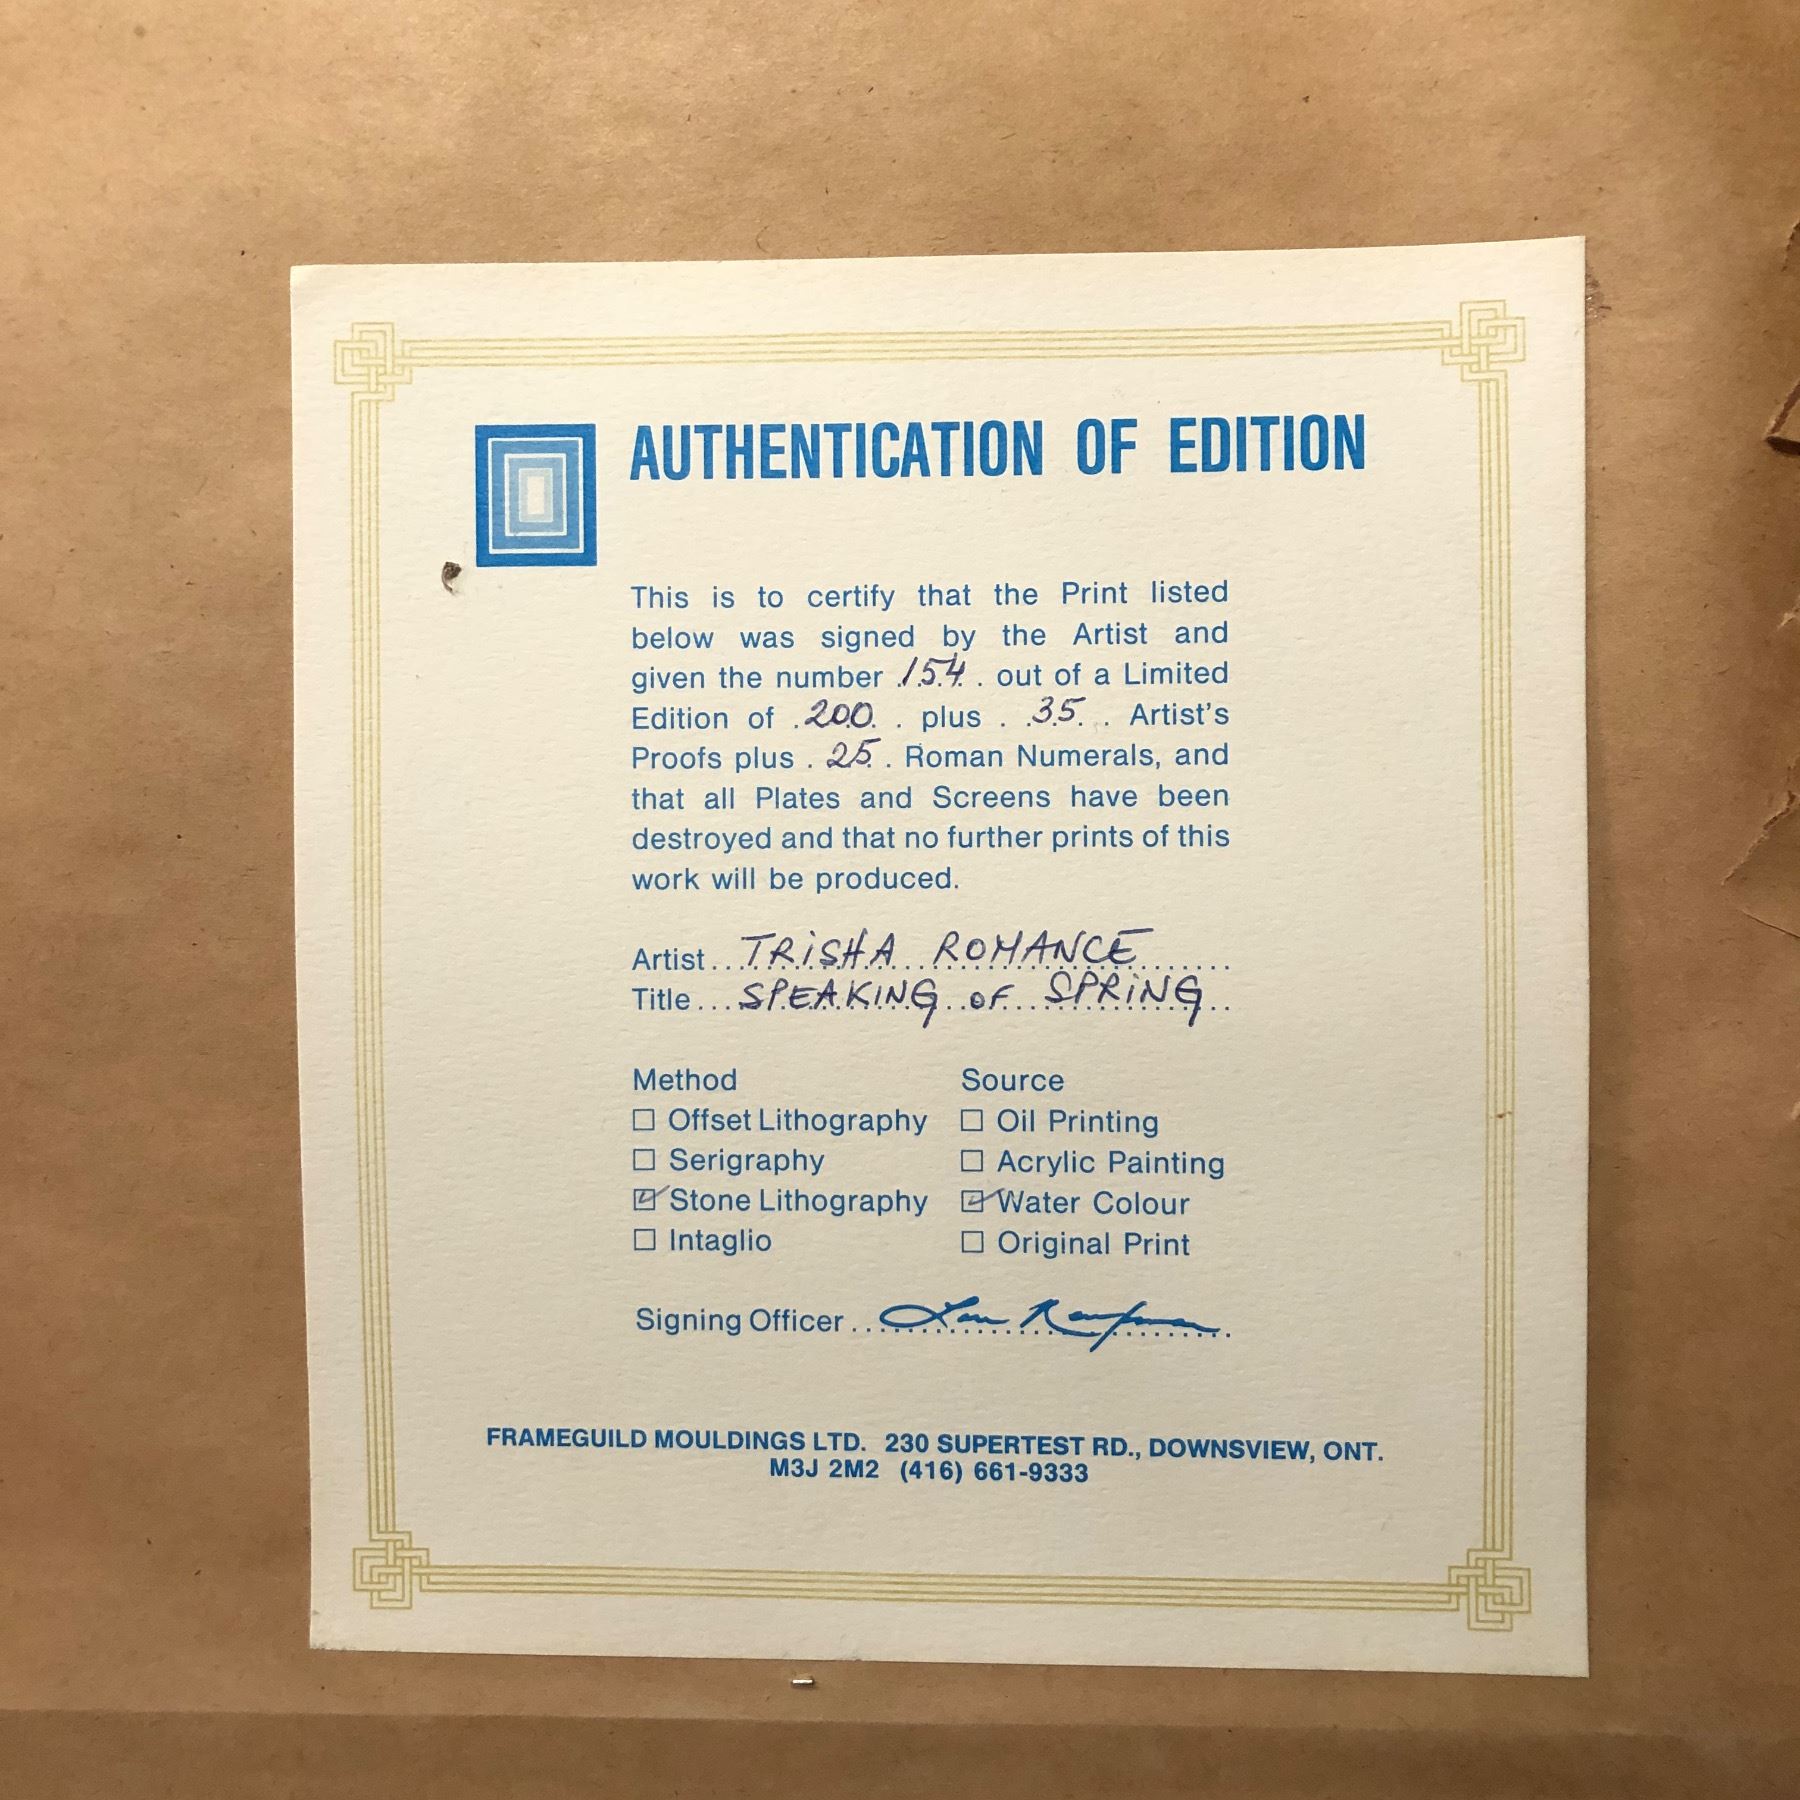 AUTHENTICATION OF EDITION
This is to certify that the Print listed
below was signed by the Artist and
given the number .154. . out of a Limited
Edition of .200. . plus . .35. . Artist's
Proofs plus . 25. . Roman Numerals, and
that all Plates and Screens have been
destroyed and that no further prints of this
work will be produced.
Artist...TRISHA ROMANCE......
Title...SPEAKING OF SPRING..
Method Source
☐ Offset Lithography ☐ Oil Printing
☐ Serigraphy ☐ Acrylic Painting
☑ Stone Lithography ☑ Water Colour
☐ Intaglio ☐ Original Print
Signing Officer...
FRAMEGUILD MOULDINGS LTD. 230 SUPERTEST RD., DOWNSVIEW, ONT.
M3J 2M2 (416) 661-9333